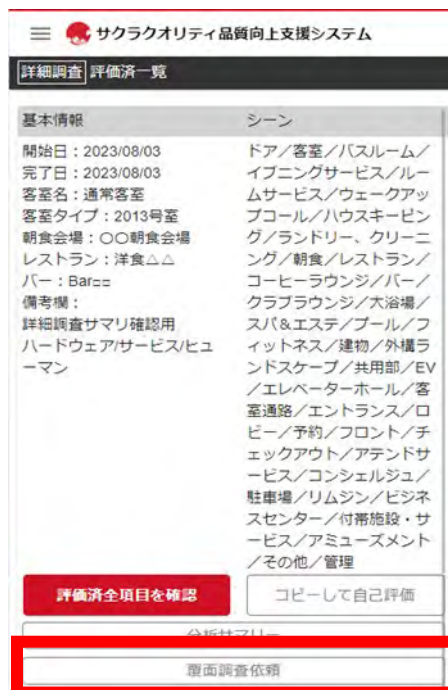 サクラクオリティ品質向上支援システム
詳細調査 評価済一覧
基本情報
開始日：2023/08/03
完了日：2023/08/03
客室名：通常客室
客室タイプ：2013号室
朝食会場：〇〇朝食会場
レストラン：洋食△△
バー：Bar□□
備考欄：
詳細調査サマリ確認用
ハードウェア/サービス/ヒュ
ーマン
シーン
ドア／客室／バスルーム／
イブニングサービス／ルー
ムサービス／ウェークアッ
プコール／ハウスキーピン
グ／ランドリー、クリーニ
ング／朝食／レストラン／
コーヒーラウンジ／バー／
クラブラウンジ／大浴場／
スパ&エステ／プール／フ
ィットネス／建物／外構ラ
ンドスケープ／共用部／EV
／エレベーターホール／客
室通路／エントランス／ロ
ビー／予約／フロント／チ
ェックアウト／アテンドサ
ービス／コンシェルジュ／
駐車場／リムジン／ビジネ
スセンター／付帯施設・サ
ービス／アミューズメント
／その他／管理
評価済全項目を確認
コピーして自己評価
分析サマリー
覆面調査依頼